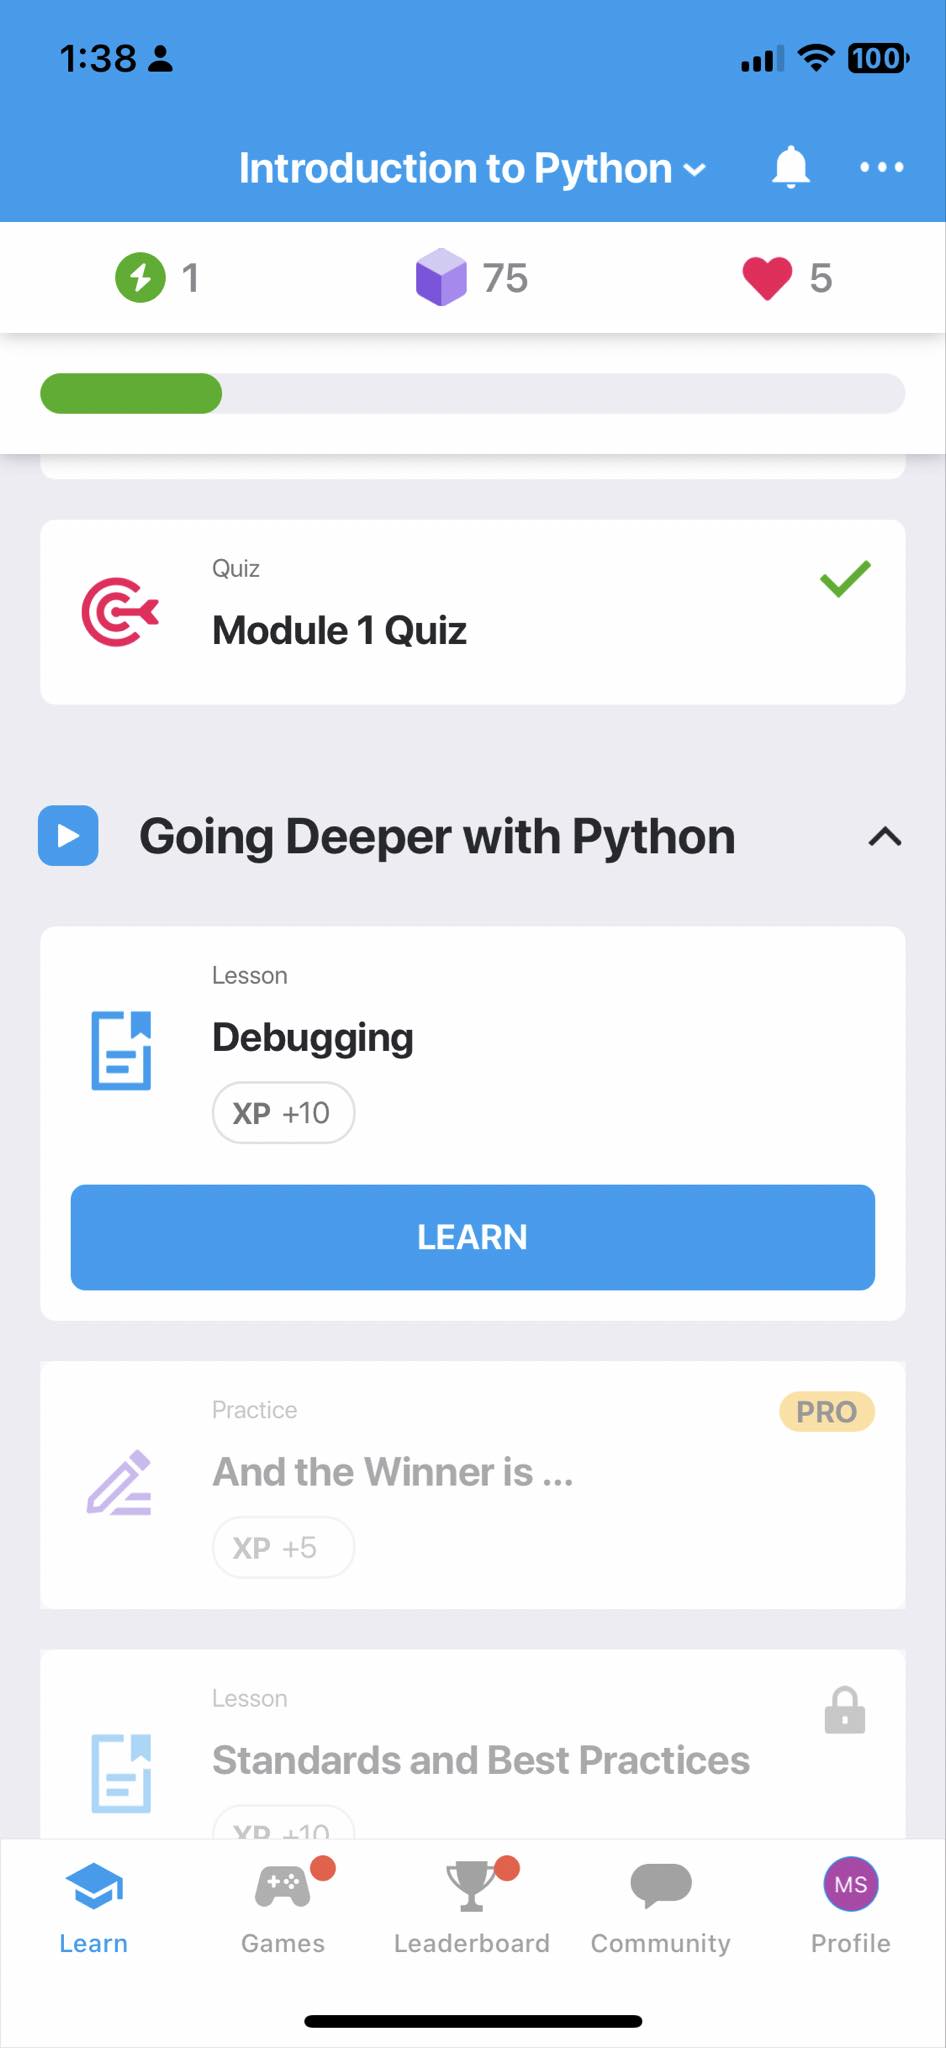 1:38
100
Introduction to Python
1
75
5
Quiz
Module 1 Quiz
Going Deeper with Python
Lesson
Debugging
XP +10
LEARN
Practice
PRO
And the Winner is ...
XP +5
Lesson
Standards and Best Practices
XP +10
MS
Learn
Games
Leaderboard
Community
Profile